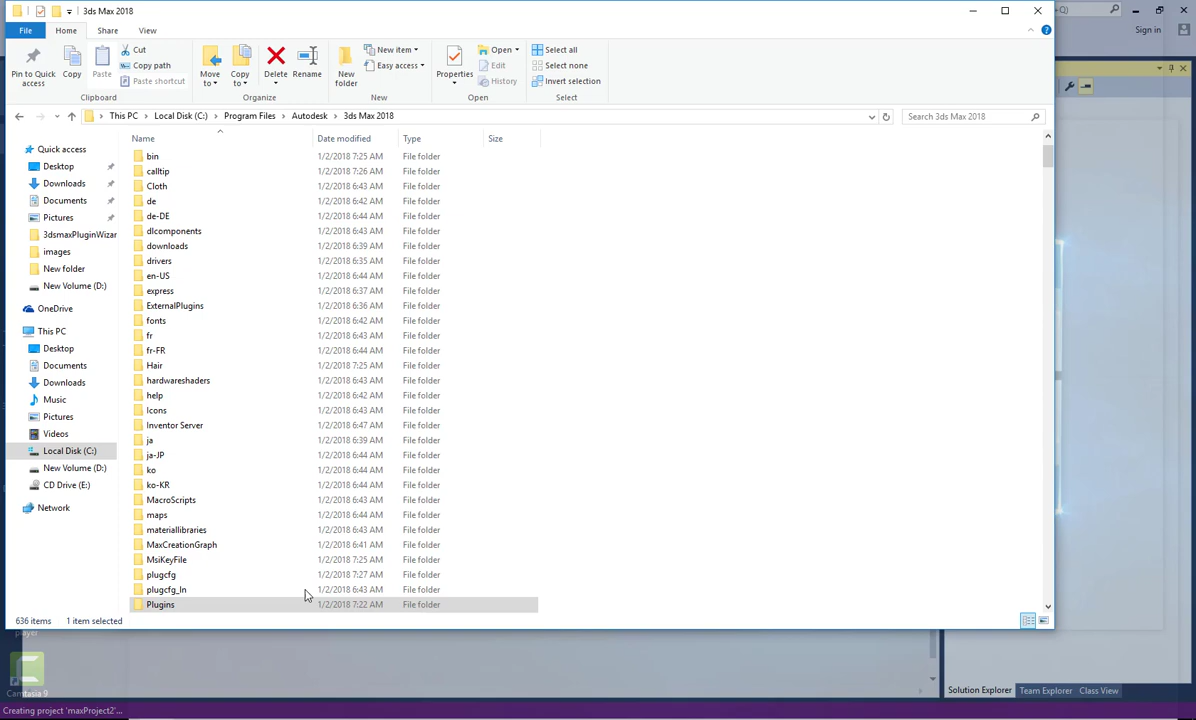 3ds Max 2018
Q)
File Home Share View
Sign in
Pin to Quick access
Copy
Paste
Cut
Copy path
Paste shortcut
Clipboard
Move to
Copy to
Delete
Rename
Organize
New folder
New item
Easy access
New
Properties
Open
Edit
History
Open
Select all
Select none
Invert selection
Select
This PC > Local Disk (C:) > Program Files > Autodesk > 3ds Max 2018
Search 3ds Max 2018
Name Date modified Type Size
Quick access
Desktop
Downloads
Documents
Pictures
3dsmaxPluginWizar
images
New folder
New Volume (D:)
OneDrive
This PC
Desktop
Documents
Downloads
Music
Pictures
Videos
Local Disk (C:)
New Volume (D:)
CD Drive (E:)
Network
bin 1/2/2018 7:25 AM File folder
calltip 1/2/2018 7:26 AM File folder
Cloth 1/2/2018 6:43 AM File folder
de 1/2/2018 6:42 AM File folder
de-DE 1/2/2018 6:44 AM File folder
dlcomponents 1/2/2018 6:43 AM File folder
downloads 1/2/2018 6:39 AM File folder
drivers 1/2/2018 6:35 AM File folder
en-US 1/2/2018 6:44 AM File folder
express 1/2/2018 6:37 AM File folder
ExternalPlugins 1/2/2018 6:36 AM File folder
fonts 1/2/2018 6:42 AM File folder
fr 1/2/2018 6:43 AM File folder
fr-FR 1/2/2018 6:44 AM File folder
Hair 1/2/2018 7:25 AM File folder
hardwareshaders 1/2/2018 6:43 AM File folder
help 1/2/2018 6:42 AM File folder
Icons 1/2/2018 6:43 AM File folder
Inventor Server 1/2/2018 6:47 AM File folder
ja 1/2/2018 6:39 AM File folder
ja-JP 1/2/2018 6:44 AM File folder
ko 1/2/2018 6:43 AM File folder
ko-KR 1/2/2018 6:44 AM File folder
MacroScripts 1/2/2018 6:43 AM File folder
maps 1/2/2018 6:44 AM File folder
materiallibraries 1/2/2018 6:43 AM File folder
MaxCreationGraph 1/2/2018 6:41 AM File folder
MsiKeyFile 1/2/2018 7:25 AM File folder
plugcfg 1/2/2018 7:27 AM File folder
plugcfg_ln 1/2/2018 6:43 AM File folder
Plugins 1/2/2018 7:22 AM File folder
636 items 1 item selected
player
Camtasia 9
Solution Explorer Team Explorer Class View
Creating project 'maxProject2'...